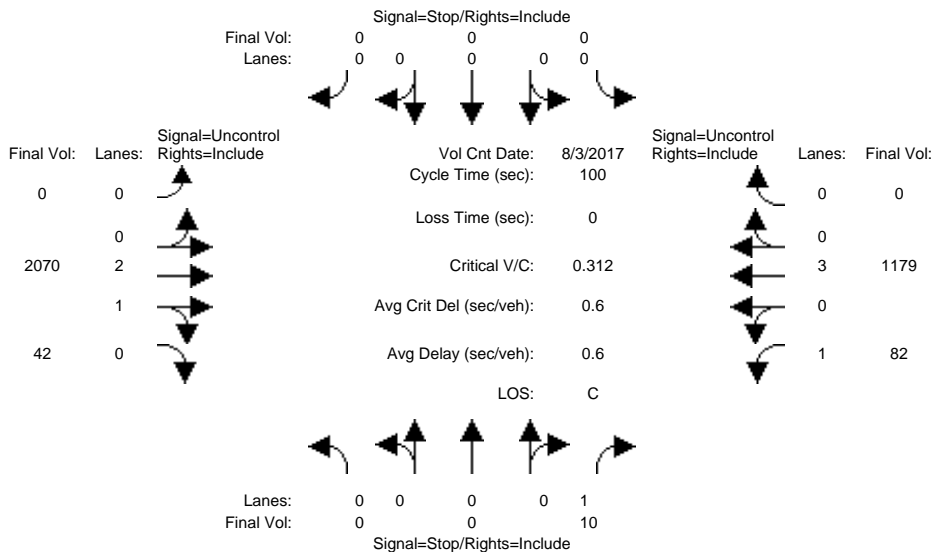 Signal=Stop/Rights=Include
Final Vol: 0 0 0
Lanes: 0 0 0 0 0
Signal=Uncontrol
Final Vol: Lanes: Rights=Include
Vol Cnt Date: 8/3/2017
Signal=Uncontrol
Rights=Include Lanes: Final Vol:
Cycle Time (sec): 100
0 0
0 0
Loss Time (sec): 0
0
0
2070 2
Critical V/C: 0.312
3 1179
1
Avg Crit Del (sec/veh): 0.6
0
42 0
Avg Delay (sec/veh): 0.6
1 82
LOS: C
Lanes: 0 0 0 0 1
Final Vol: 0 0 10
Signal=Stop/Rights=Include